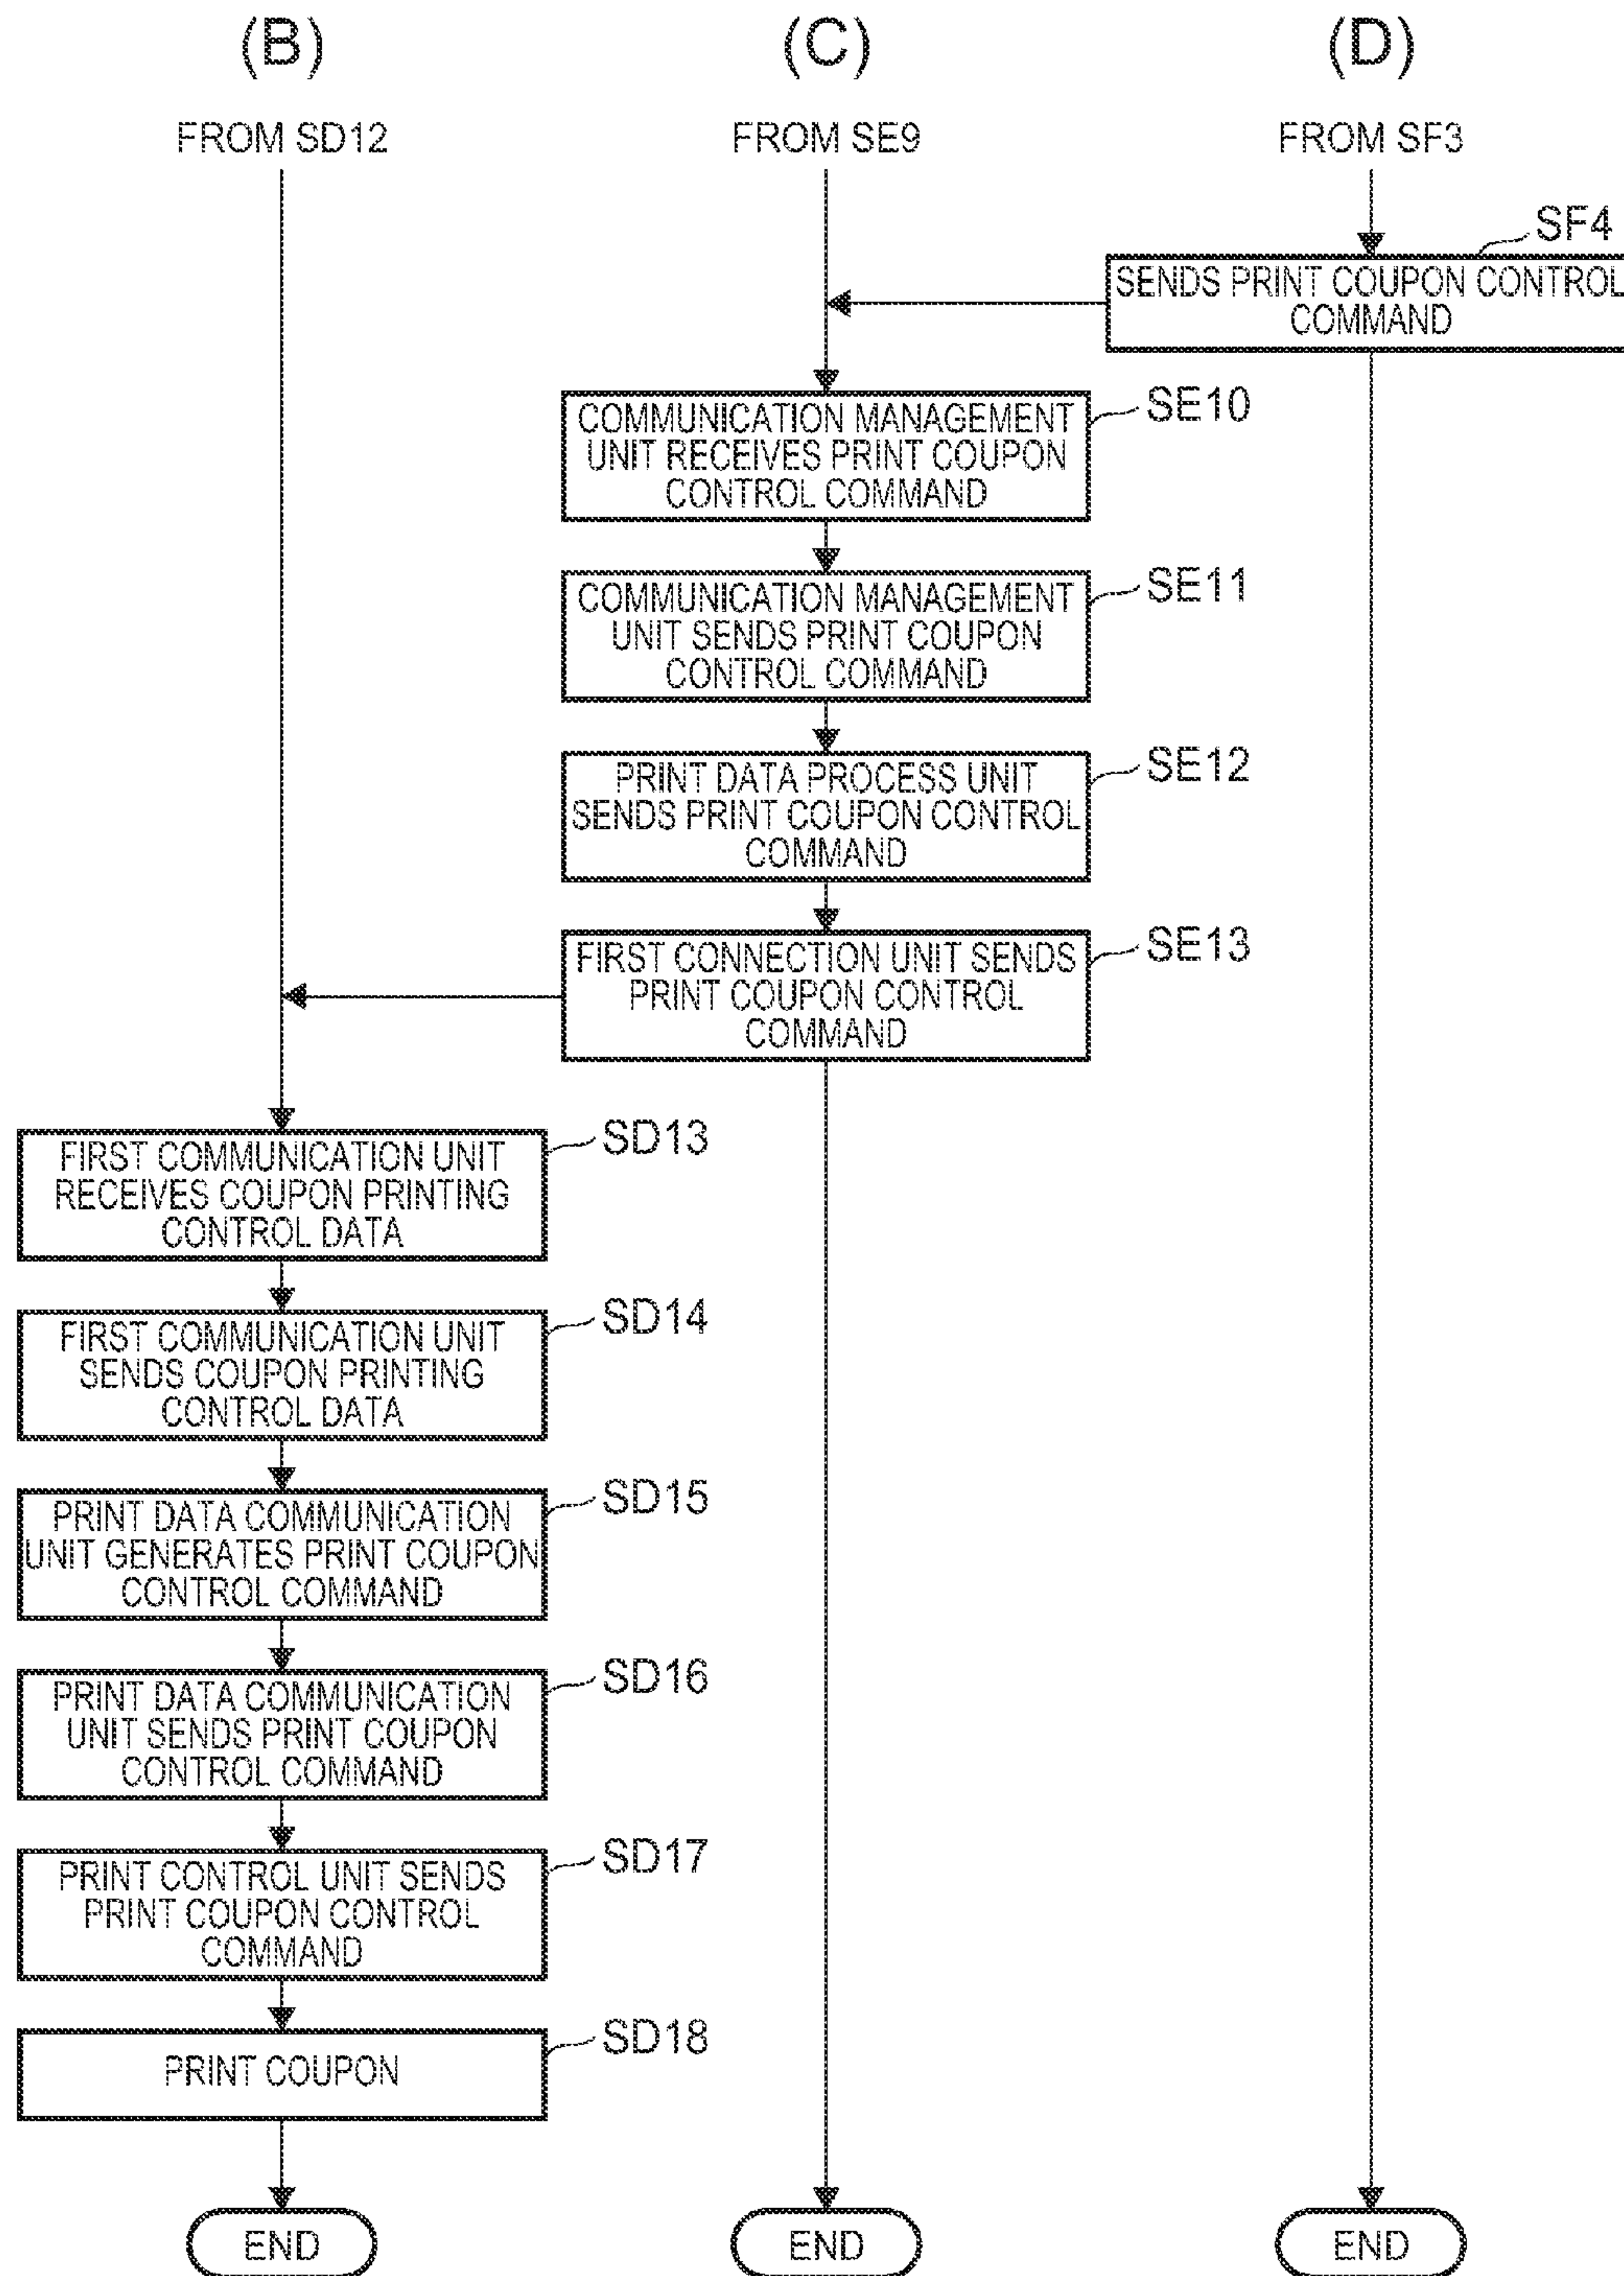 (B)
(C)
(D)
FROM SD12
FROM SE9
FROM SF3
SF4
SENDS PRINT COUPON CONTROL
COMMAND
SE10
COMMUNICATION MANAGEMENT
UNIT RECEIVES PRINT COUPON
CONTROL COMMAND
SE11
COMMUNICATION MANAGEMENT
UNIT SENDS PRINT COUPON
CONTROL COMMAND
SE12
PRINT DATA PROCESS UNIT
SENDS PRINT COUPON CONTROL
COMMAND
SE13
FIRST CONNECTION UNIT SENDS
PRINT COUPON CONTROL
COMMAND
SD13
FIRST COMMUNICATION UNIT
RECEIVES COUPON PRINTING
CONTROL DATA
SD14
FIRST COMMUNICATION UNIT
SENDS COUPON PRINTING
CONTROL DATA
SD15
PRINT DATA COMMUNICATION
UNIT GENERATES PRINT COUPON
CONTROL COMMAND
SD16
PRINT DATA COMMUNICATION
UNIT SENDS PRINT COUPON
CONTROL COMMAND
SD17
PRINT CONTROL UNIT SENDS
PRINT COUPON CONTROL
COMMAND
SD18
PRINT COUPON
END
END
END